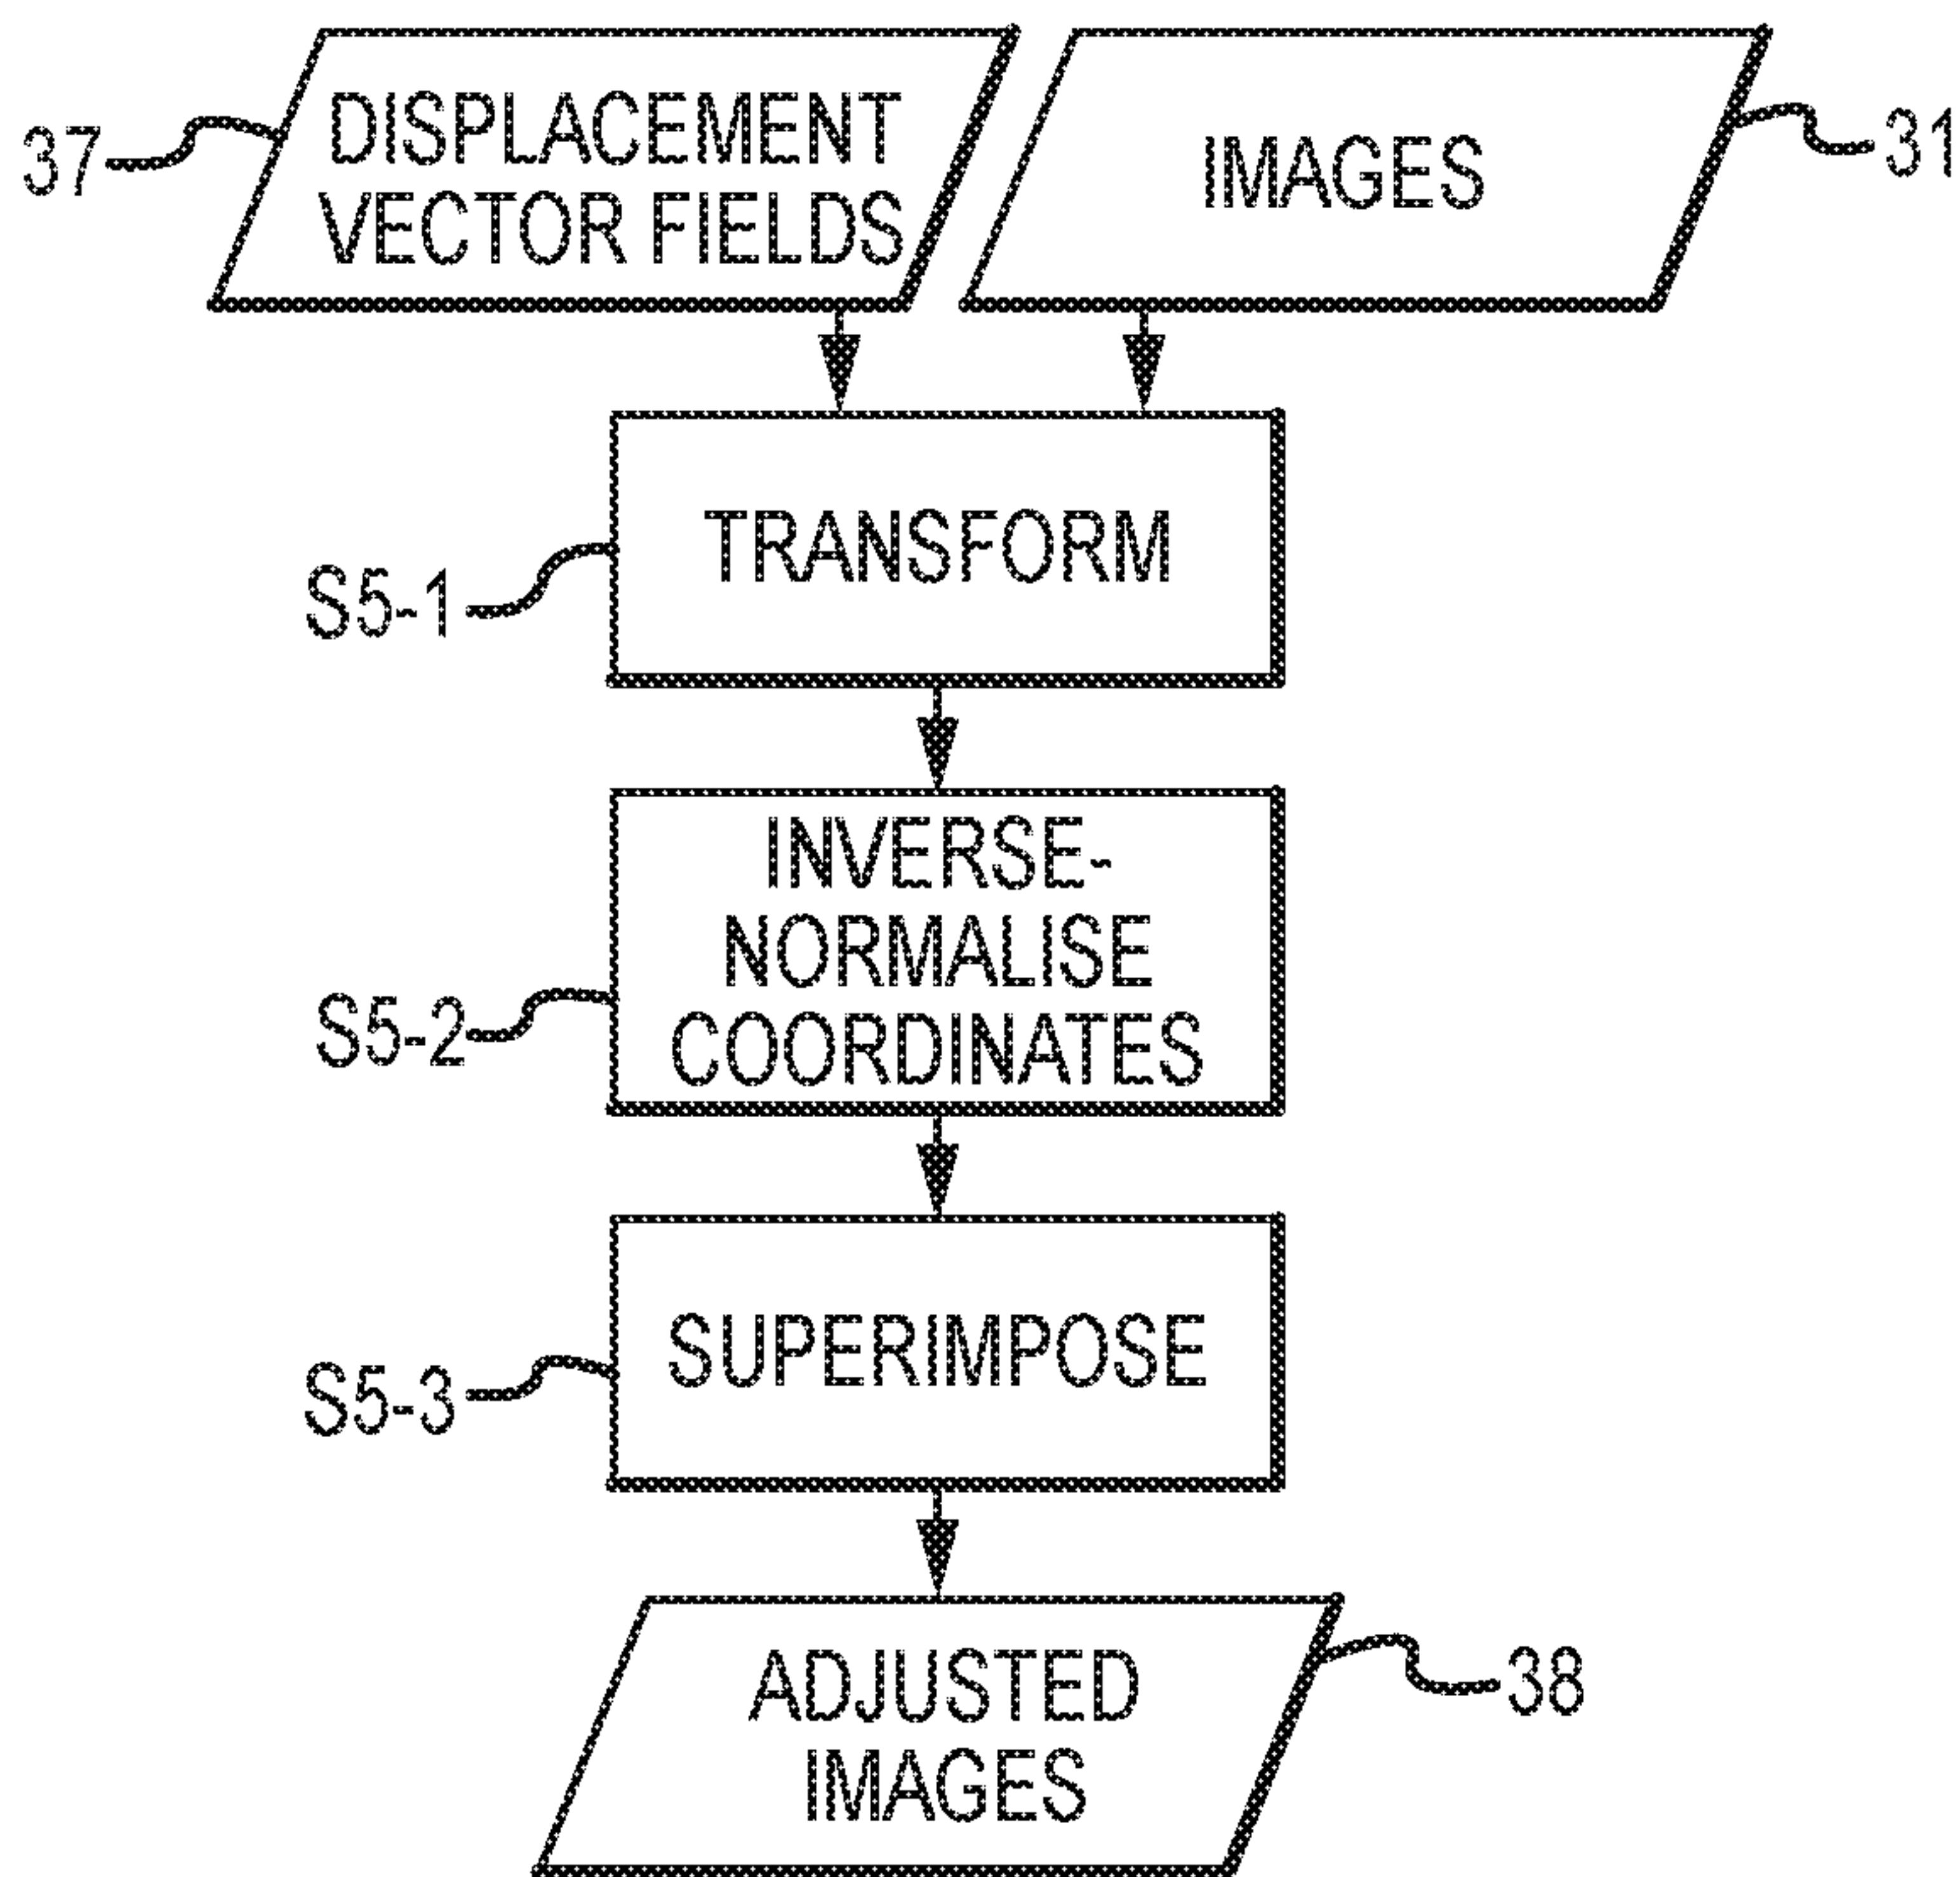 37
DISPLACEMENT
VECTOR FIELDS
IMAGES
31
S5-1
TRANSFORM
S5-2
INVERSE-
NORMALISE
COORDINATES
S5-3
SUPERIMPOSE
ADJUSTED
IMAGES
38